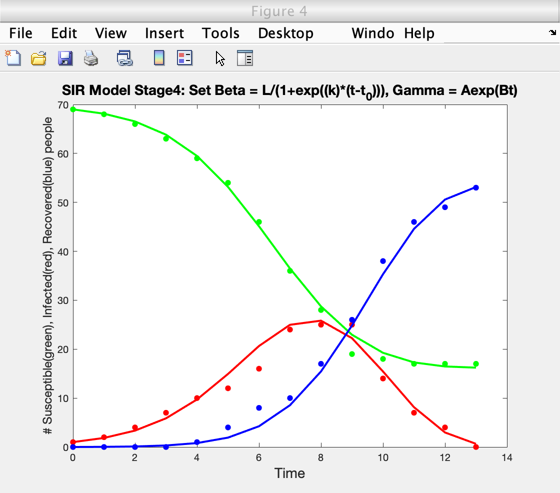 Figure 4
File Edit View Insert Tools Desktop Windo Help
SIR Model Stage4: Set Beta = L/(1+exp((k)*(t-t0))), Gamma = Aexp(Bt)
# Susceptible(green), Infected(red), Recovered(blue) people
70
60
50
40
30
20
10
0
0 2 4 6 8 10 12 14
Time